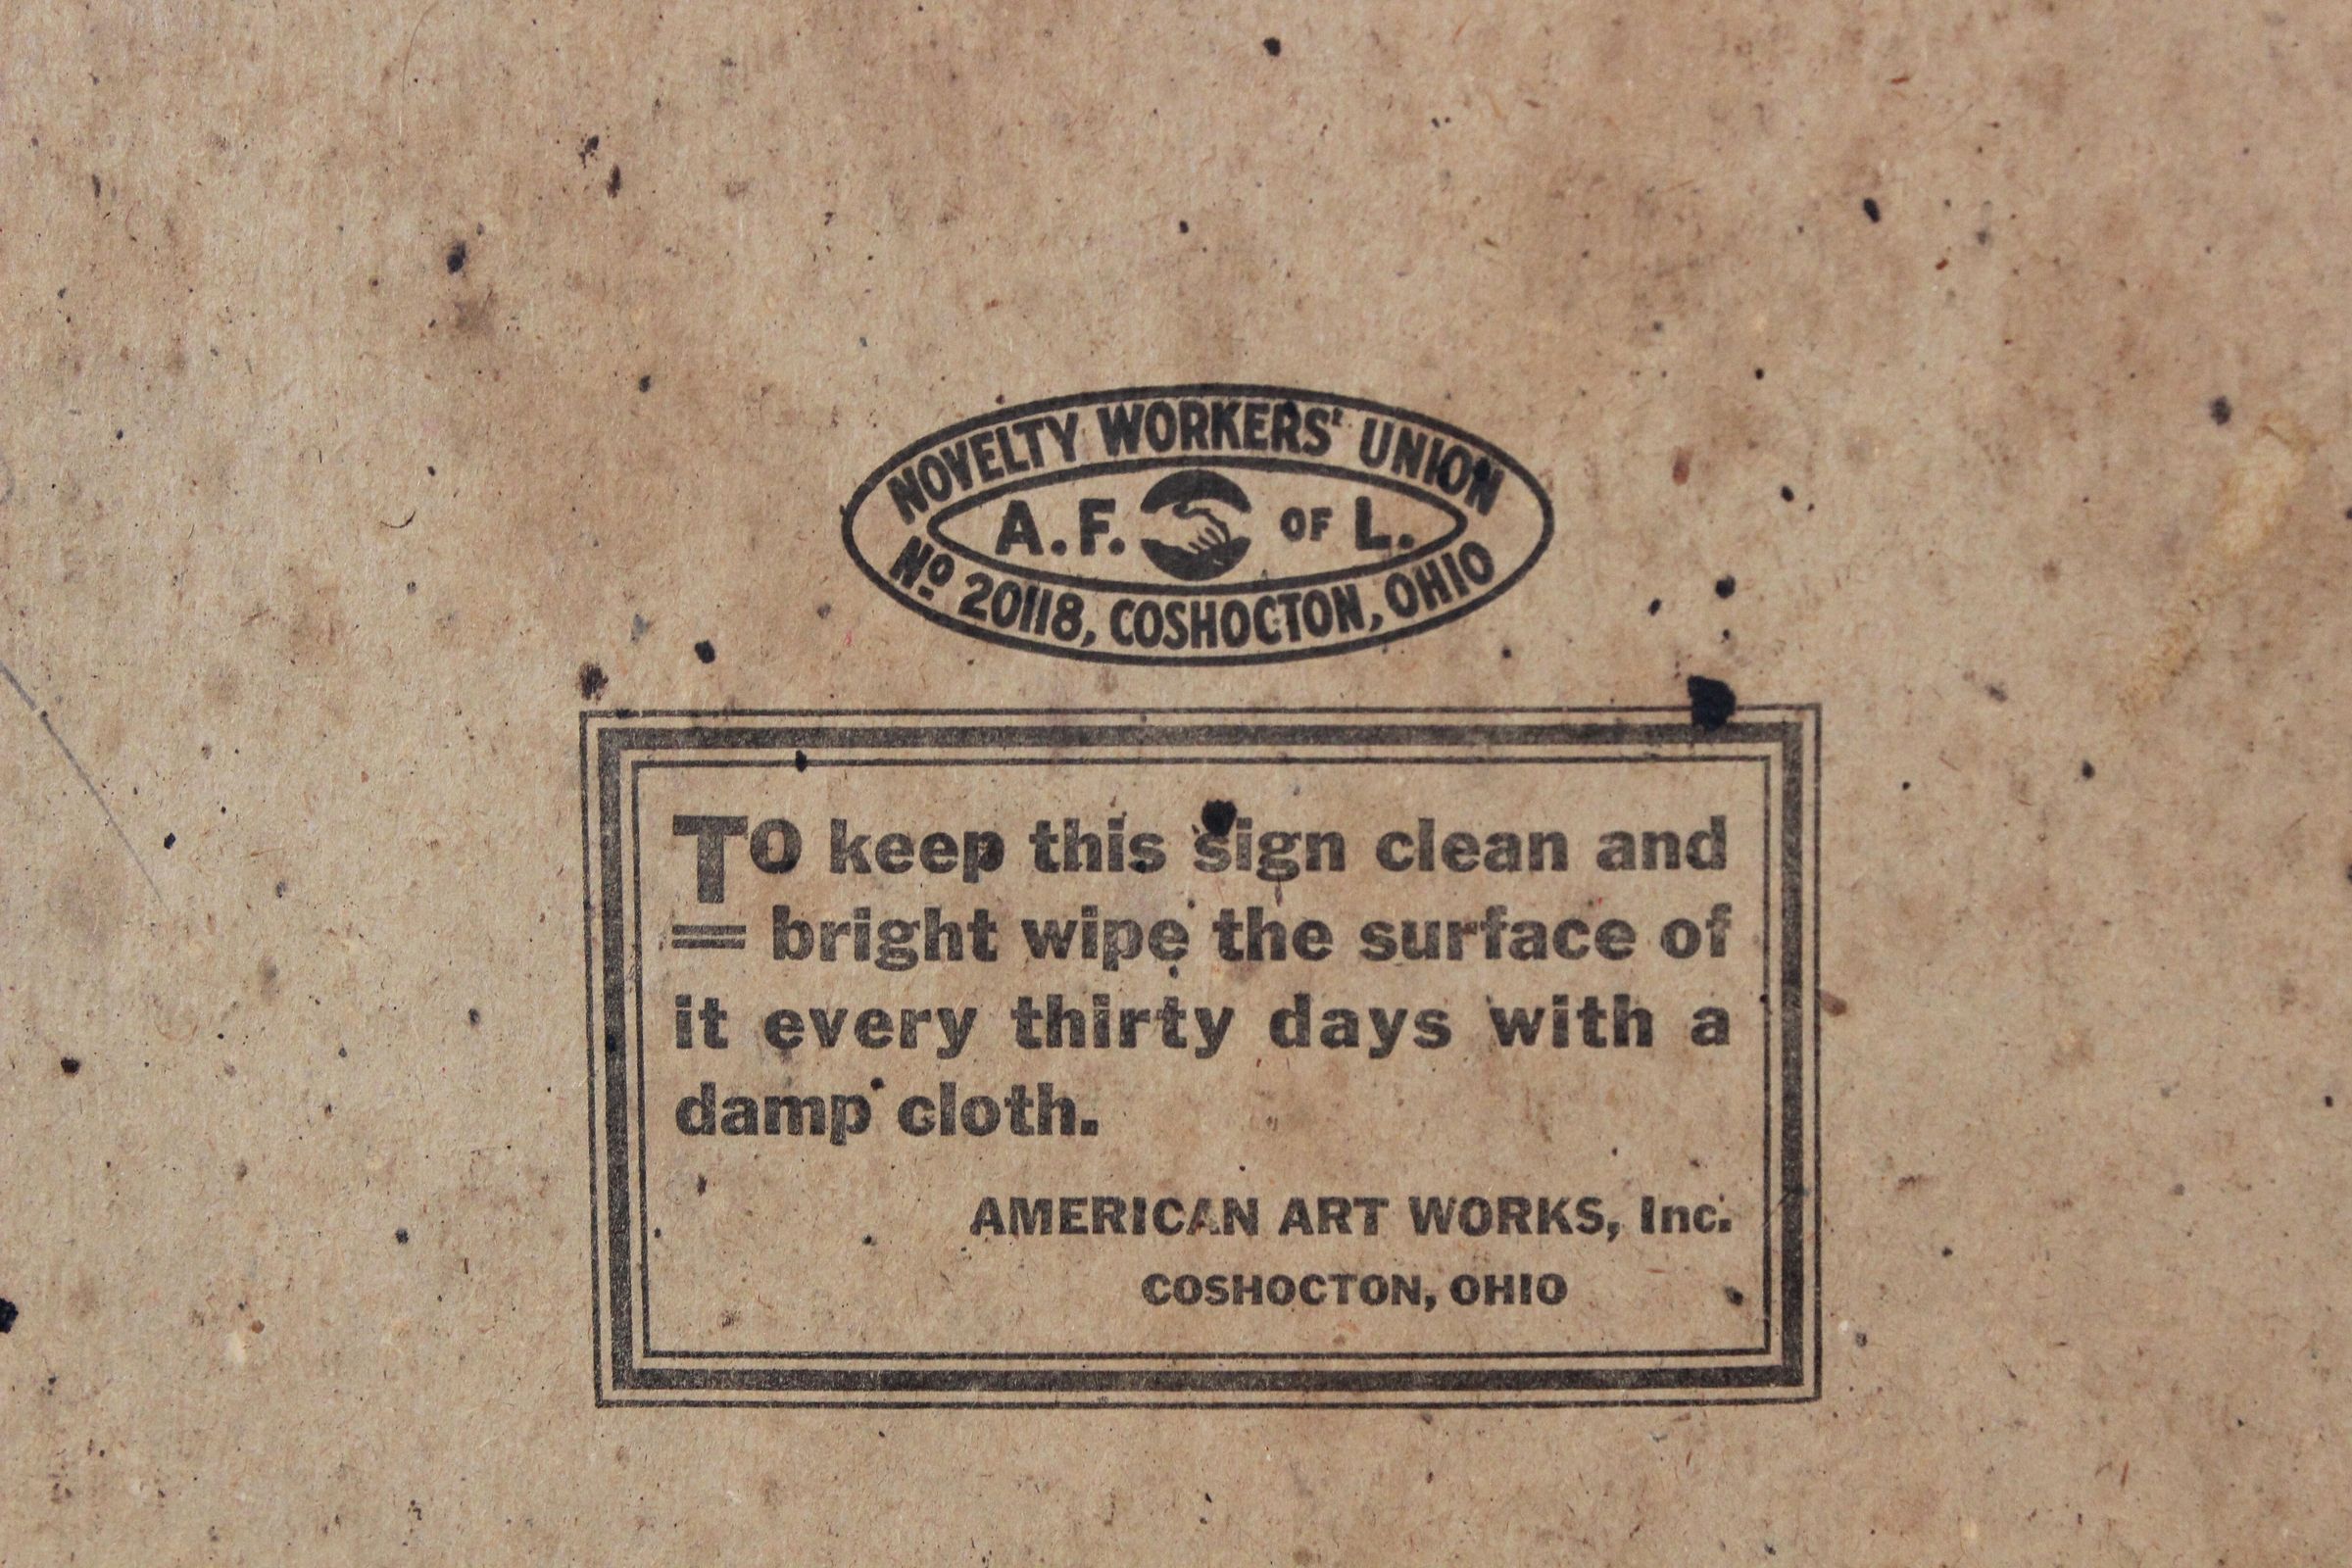 NOVELTY WORKERS' UNION
A. F. OF L.
Nº 20118, COSHOCTON, OHIO
TO keep this sign clean and
bright wipe the surface of
it every thirty days with a
damp cloth.
AMERICAN ART WORKS, Inc.
COSHOCTON, OHIO